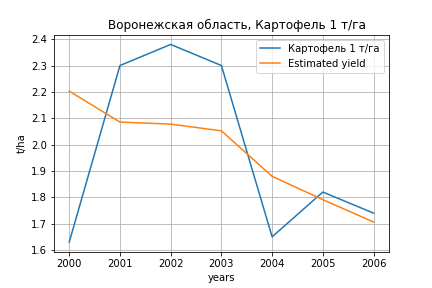 Воронежская область, Картофель 1 т/га
Картофель 1 т/га
Estimated yield
t/ha
2.4
2.3
2.2
2.1
2.0
1.9
1.8
1.7
1.6
2000 2001 2002 2003 2004 2005 2006
years